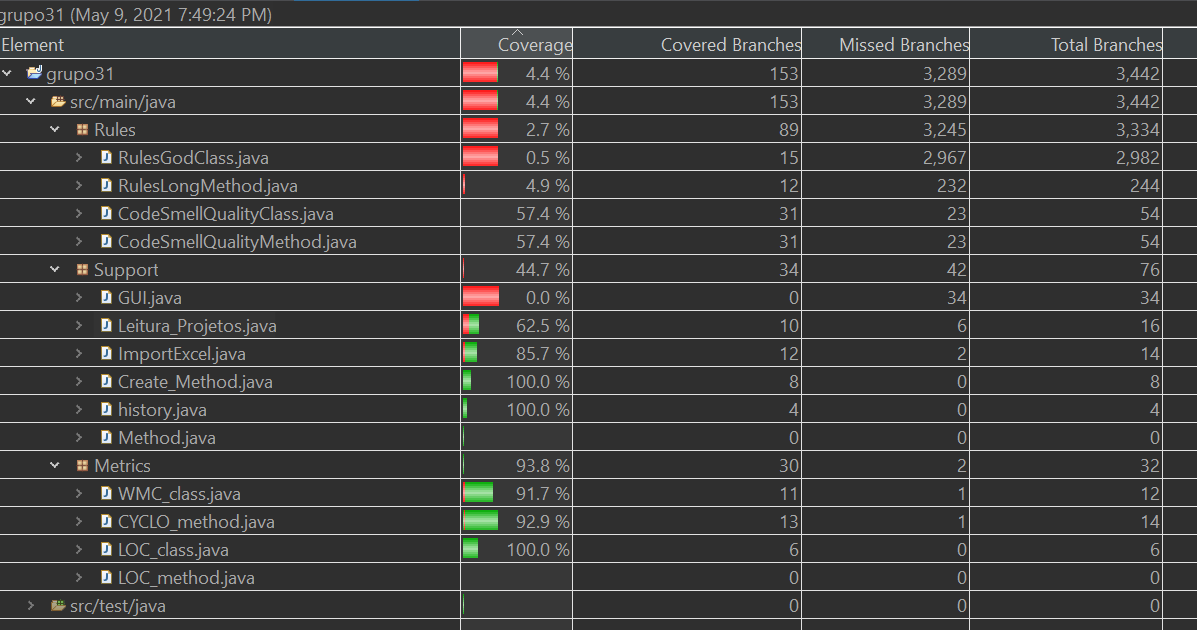 grupo31 (May 9, 2021 7:49:24 PM)
Element Coverage Covered Branches Missed Branches Total Branches
grupo31 4.4 % 153 3,289 3,442
src/main/java 4.4 % 153 3,289 3,442
Rules 2.7 % 89 3,245 3,334
RulesGodClass.java 0.5 % 15 2,967 2,982
RulesLongMethod.java 4.9 % 12 232 244
CodeSmellQualityClass.java 57.4 % 31 23 54
CodeSmellQualityMethod.java 57.4 % 31 23 54
Support 44.7 % 34 42 76
GUI.java 0.0 % 0 34 34
Leitura_Projetos.java 62.5 % 10 6 16
ImportExcel.java 85.7 % 12 2 14
Create_Method.java 100.0 % 8 0 8
history.java 100.0 % 4 0 4
Method.java 0 0 0
Metrics 93.8 % 30 2 32
WMC_class.java 91.7 % 11 1 12
CYCLO_method.java 92.9 % 13 1 14
LOC_class.java 100.0 % 6 0 6
LOC_method.java 0 0 0
src/test/java 0 0 0